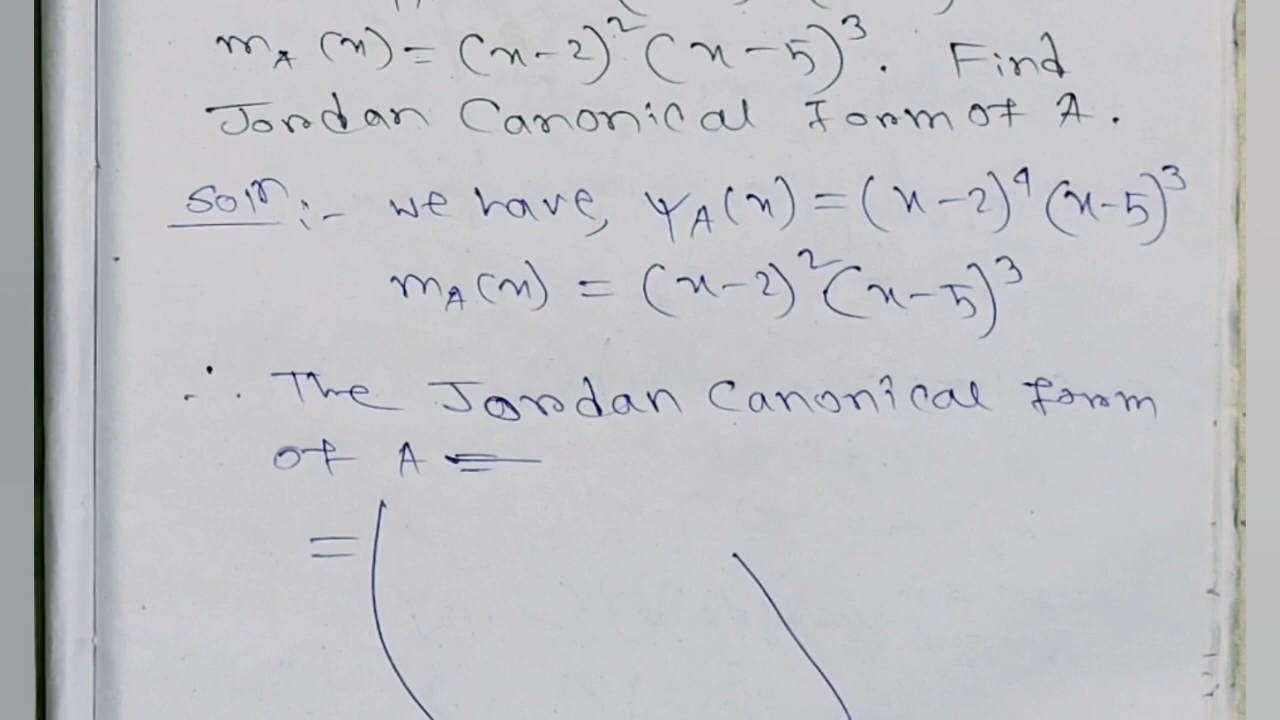 m_A (x) = (x-2)^2 (x-5)^3. Find
Jordan Canonical Form of A.
Soln :- we have, ψ_A(x) = (x-2)^4 (x-5)^3
m_A(x) = (x-2)^2 (x-5)^3
∴ The Jordan Canonical form
of A =
= (